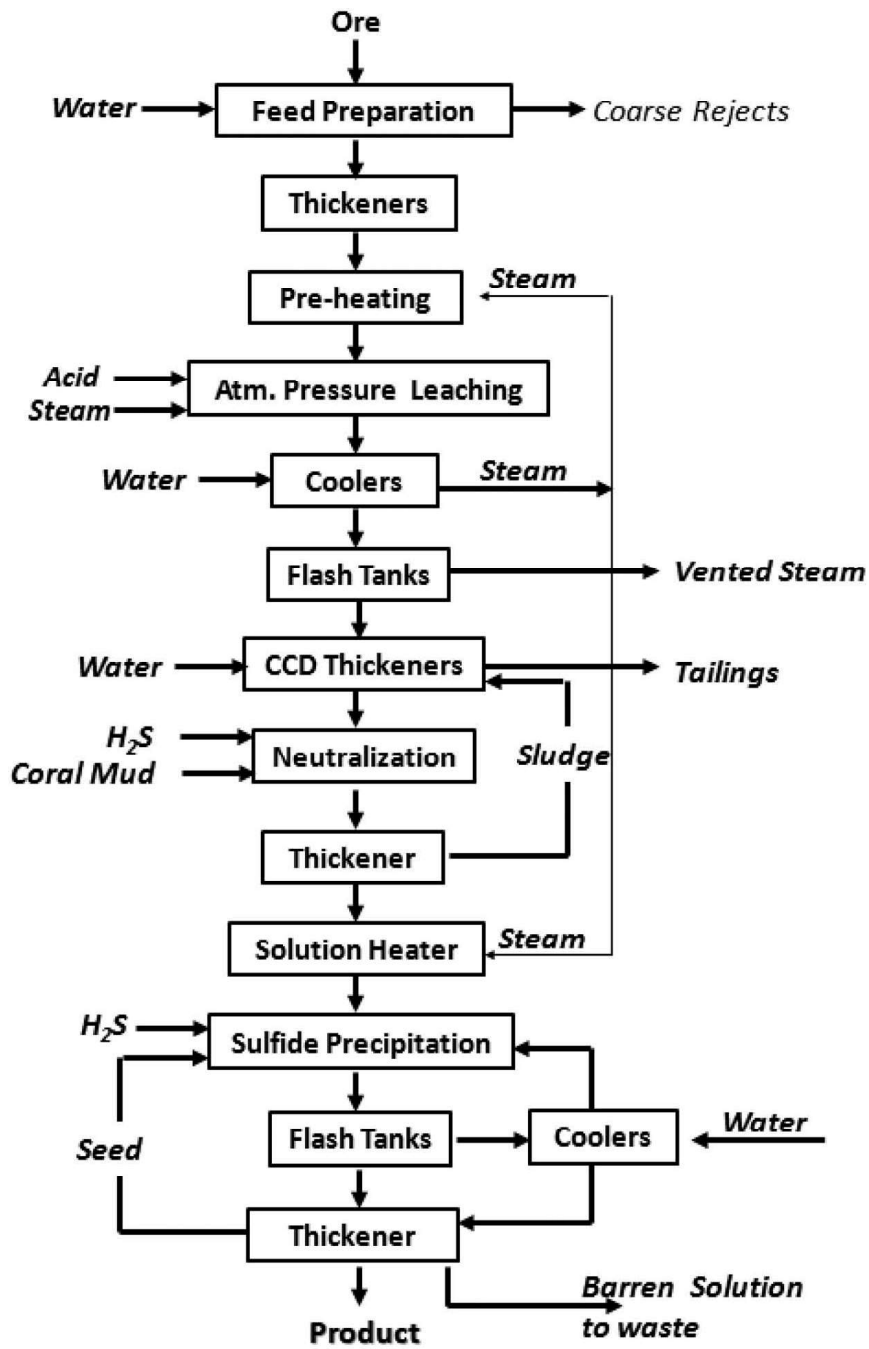 Ore
Water
Feed Preparation
Coarse Rejects
Thickeners
Steam
Pre-heating
Acid
Steam
Atm. Pressure Leaching
Water
Coolers
Steam
Flash Tanks
Vented Steam
Water
CCD Thickeners
Tailings
H₂S
Coral Mud
Neutralization
Sludge
Thickener
Solution Heater
Steam
H₂S
Sulfide Precipitation
Seed
Flash Tanks
Coolers
Water
Thickener
Barren Solution
to waste
Product